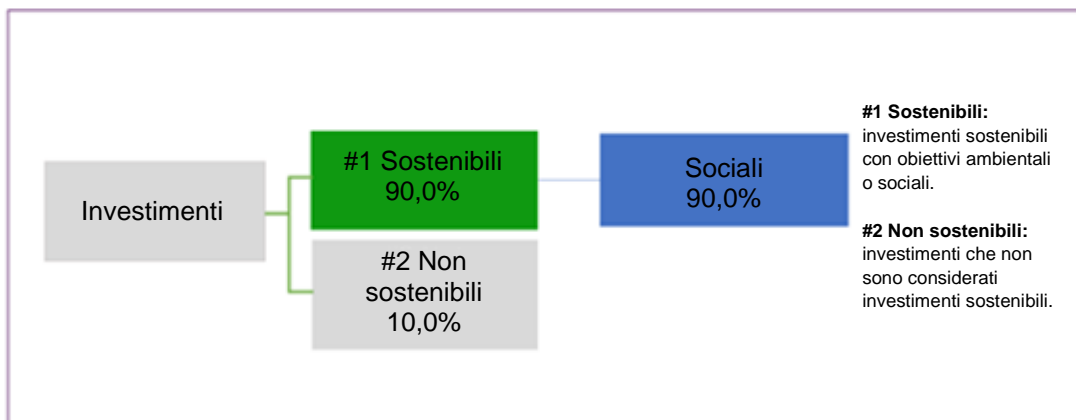 Investimenti
#1 Sostenibili
90,0%
#2 Non
sostenibili
10,0%
Sociali
90,0%
#1 Sostenibili:
investimenti sostenibili
con obiettivi ambientali
o sociali.
#2 Non sostenibili:
investimenti che non
sono considerati
investimenti sostenibili.